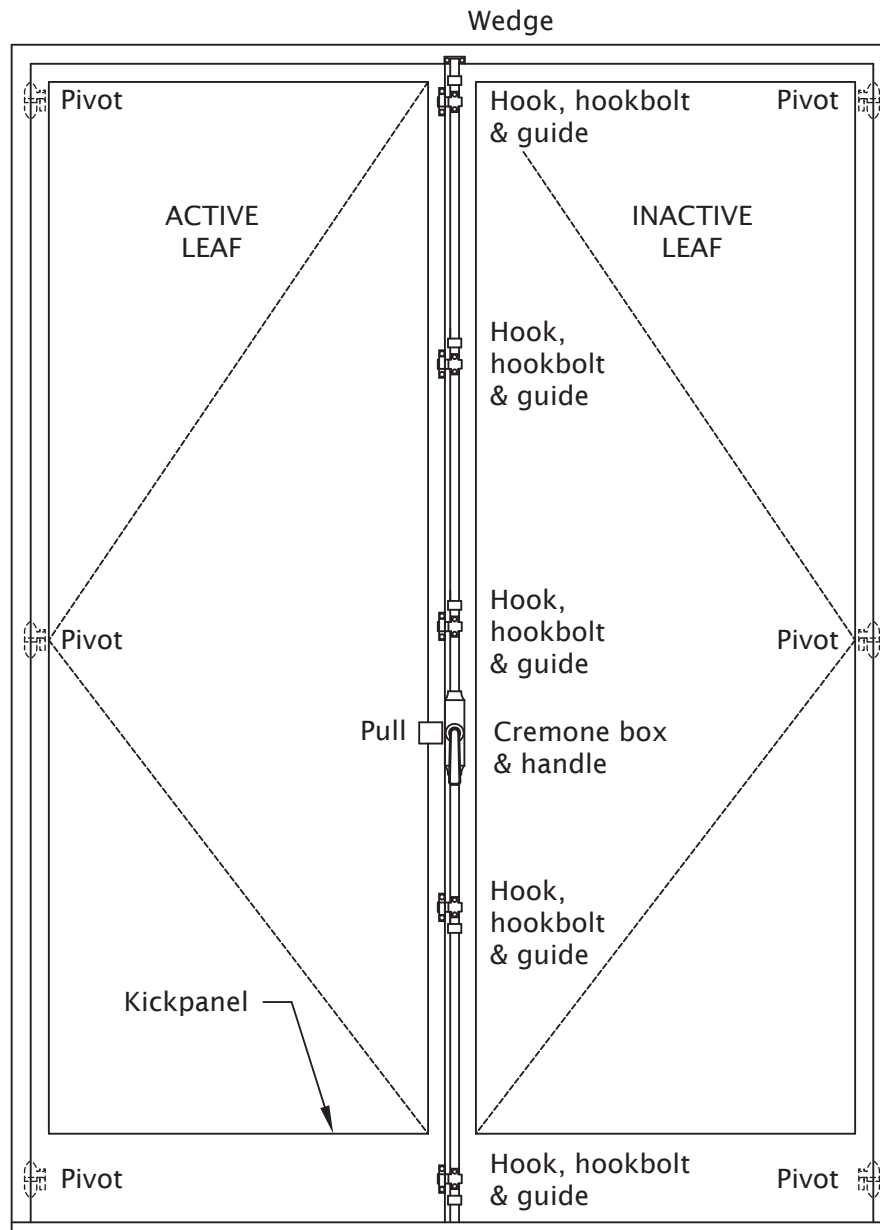 Wedge
Pivot
Hook, hookbolt
& guide
Pivot
ACTIVE
LEAF
INACTIVE
LEAF
Hook,
hookbolt
& guide
Hook,
hookbolt
& guide
Pivot
Pivot
Pull
Cremone box
& handle
Hook,
hookbolt
& guide
Kickpanel
Pivot
Hook, hookbolt
& guide
Pivot